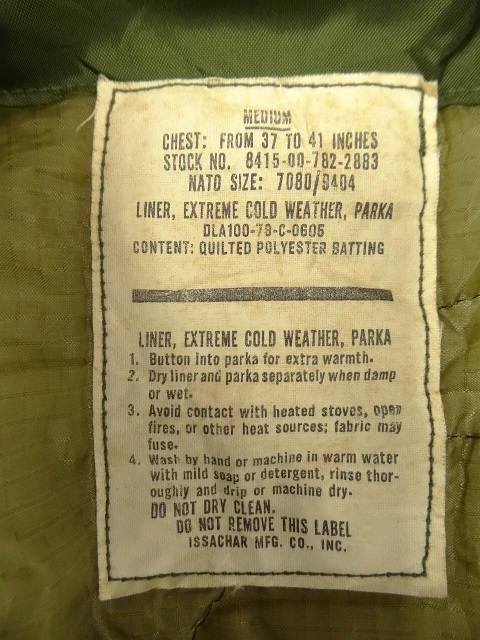 MEDIUM
CHEST: FROM 37 TO 41 INCHES
STOCK NO. 8415-00-782-2883
NATO SIZE: 7080/9404
LINER, EXTREME COLD WEATHER, PARKA
DLA100-79-C-0605
CONTENT: QUILTED POLYESTER BATTING
LINER, EXTREME COLD WEATHER, PARKA
1. Button into parka for extra warmth.
2. Dry liner and parka separately when damp
or wet.
3. Avoid contact with heated stoves, open
fires, or other heat sources; fabric may
fuse.
4. Wash by hand or machine in warm water
with mild soap or detergent, rinse thor-
oughly and drip or machine dry.
DO NOT DRY CLEAN.
DO NOT REMOVE THIS LABEL
ISSACHAR MFG. CO., INC.